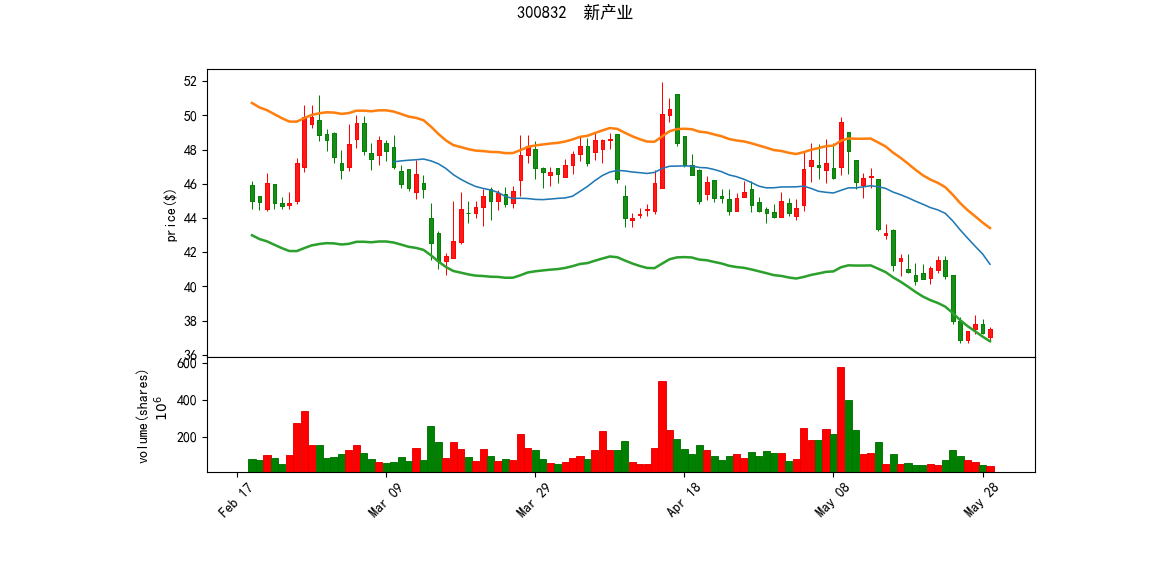 300832  新产业
price($)
52
50
48
46
44
42
40
38
36
volume(shares)
10^6
600
400
200
Feb 17
Mar 09
Mar 29
Apr 18
May 08
May 28